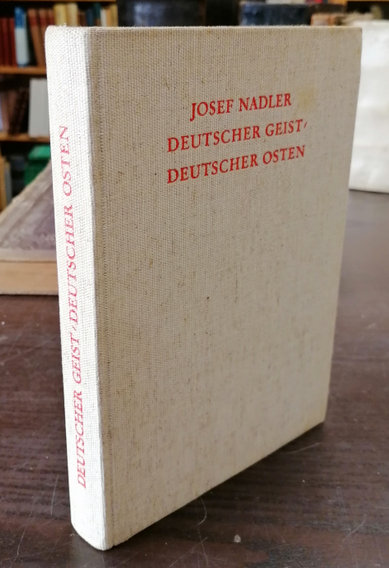 JOSEF NADLER
DEUTSCHER GEIST/
DEUTSCHER OSTEN
DEUTSCHER GEIST/DEUTSCHER OSTEN